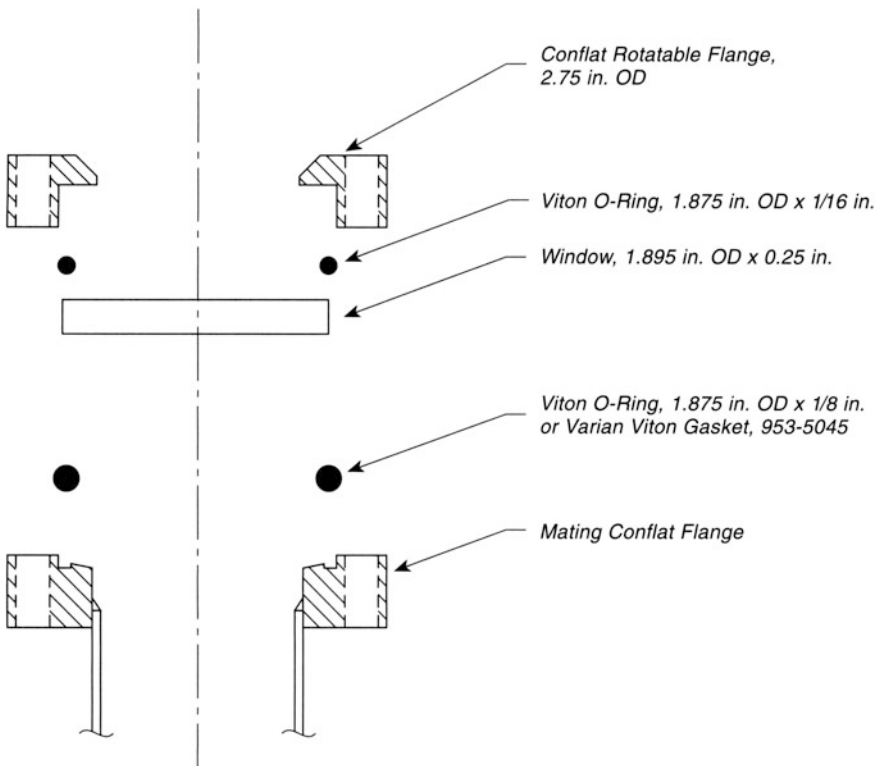 Conflat Rotatable Flange,
2.75 in. OD
Viton O-Ring, 1.875 in. OD x 1/16 in.
Window, 1.895 in. OD x 0.25 in.
Viton O-Ring, 1.875 in. OD x 1/8 in.
or Varian Viton Gasket, 953-5045
Mating Conflat Flange